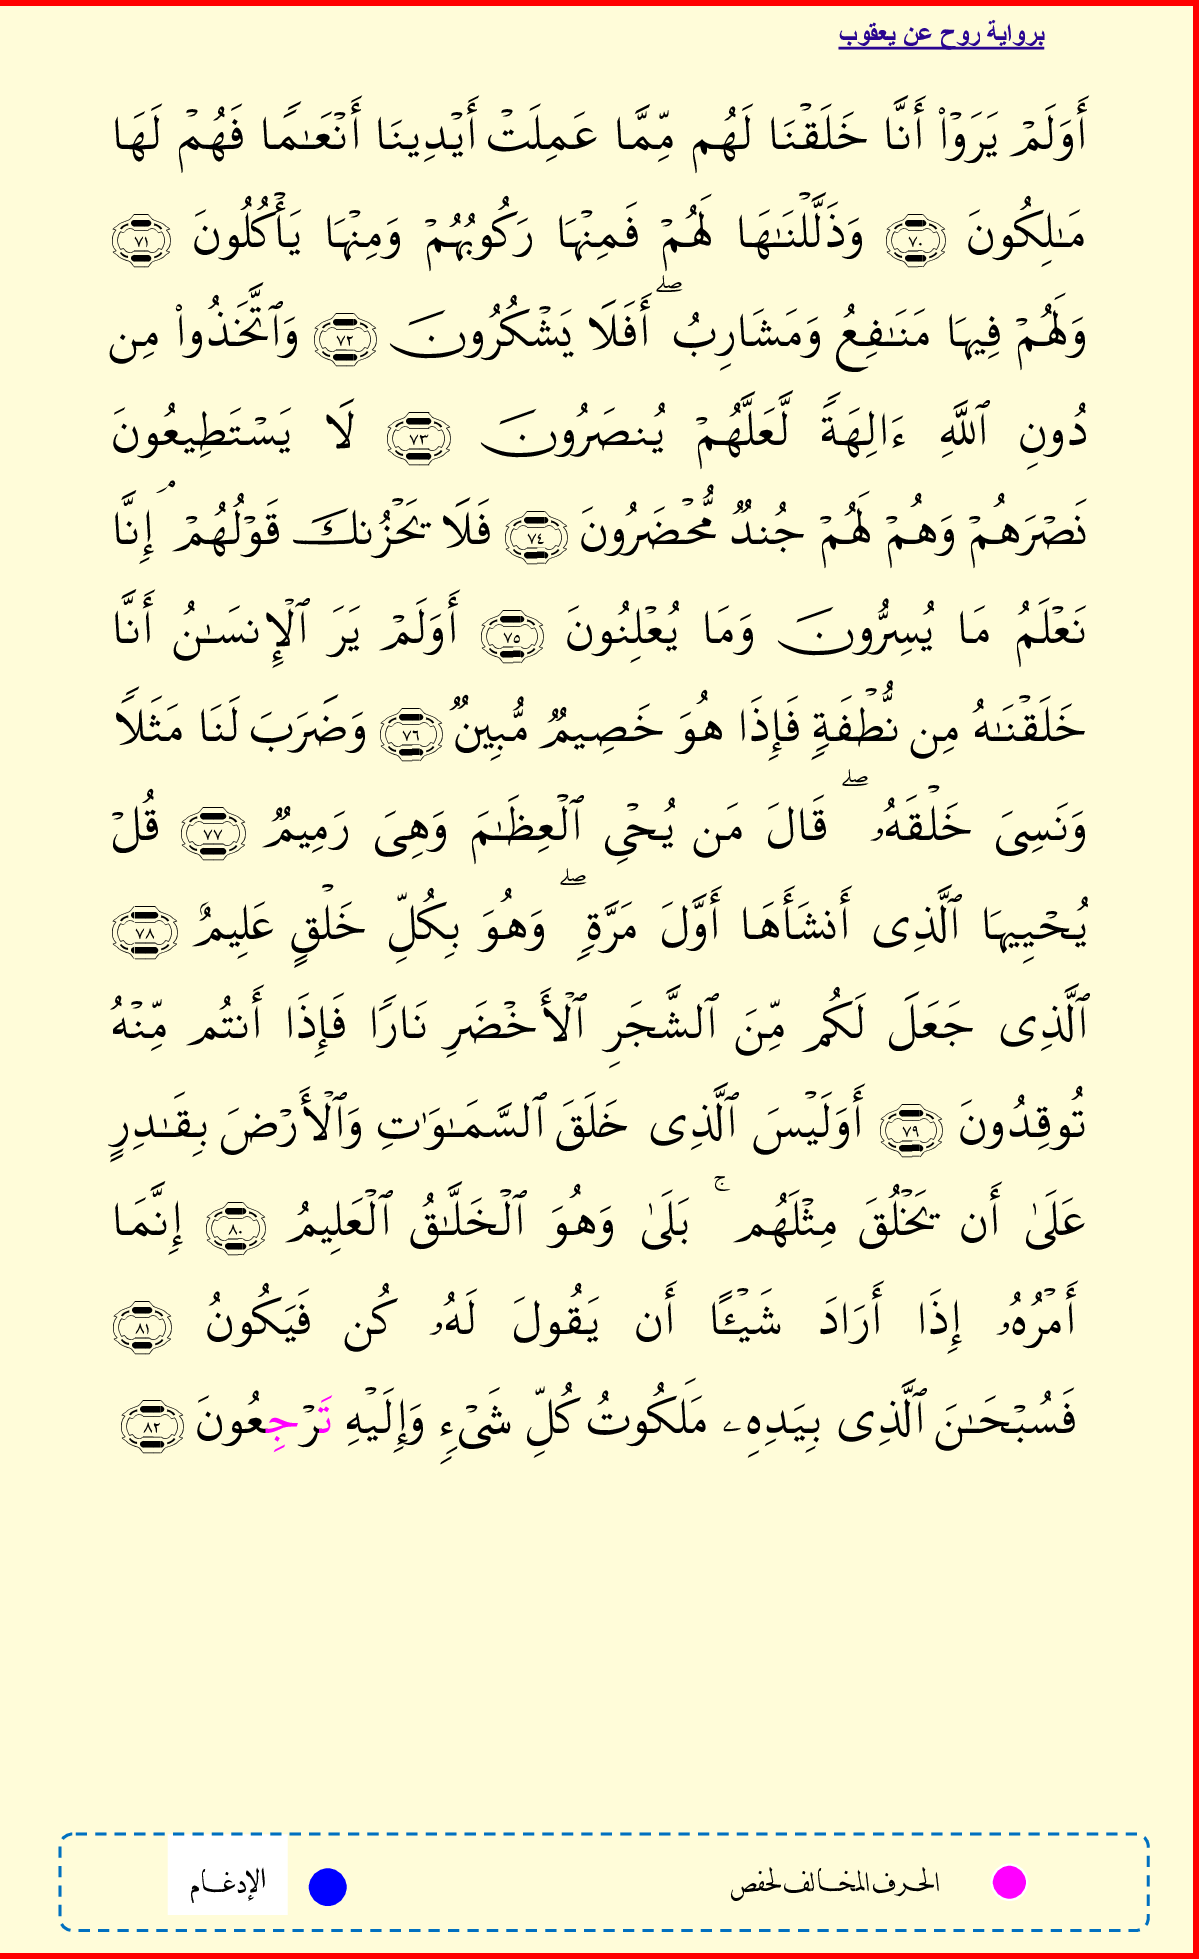 برواية روح عن يعقوب
أَوَلَمْ يَرَوْا۟ أَنَّا خَلَقْنَا لَهُم مِّمَّا عَمِلَتْ أَيْدِينَا أَنْعَـٰمًا فَهُمْ لَهَا
مَـٰلِكُونَ ٧٠ وَذَلَّلْنَـٰهَا لَهُمْ فَمِنْهَا رَكُوبُهُمْ وَمِنْهَا يَأْكُلُونَ ٧١
وَلَهُمْ فِيهَا مَنَـٰفِعُ وَمَشَارِبُ ۖ أَفَلَا يَشْكُرُونَ ٧٢ وَٱتَّخَذُوا۟ مِن
دُونِ ٱللَّهِ ءَالِهَةً لَّعَلَّهُمْ يُنصَرُونَ ٧٣ لَا يَسْتَطِيعُونَ
نَصْرَهُمْ وَهُمْ لَهُمْ جُندٌ مُّحْضَرُونَ ٧٤ فَلَا يَحْزُنكَ قَوْلُهُمْ ۘ إِنَّا
نَعْلَمُ مَا يُسِرُّونَ وَمَا يُعْلِنُونَ ٧٥ أَوَلَمْ يَرَ ٱلْإِنسَـٰنُ أَنَّا
خَلَقْنَـٰهُ مِن نُّطْفَةٍ فَإِذَا هُوَ خَصِيمٌ مُّبِينٌ ٧٦ وَضَرَبَ لَنَا مَثَلًا
وَنَسِىَ خَلْقَهُۥ ۖ قَالَ مَن يُحْىِ ٱلْعِظَـٰمَ وَهِىَ رَمِيمٌ ٧٧ قُلْ
يُحْيِيهَا ٱلَّذِى أَنشَأَهَا أَوَّلَ مَرَّةٍ ۖ وَهُوَ بِكُلِّ خَلْقٍ عَلِيمٌ ٧٨
ٱلَّذِى جَعَلَ لَكُم مِّنَ ٱلشَّجَرِ ٱلْأَخْضَرِ نَارًا فَإِذَا أَنتُم مِّنْهُ
تُوقِدُونَ ٧٩ أَوَلَيْسَ ٱلَّذِى خَلَقَ ٱلسَّمَـٰوَٰتِ وَٱلْأَرْضَ بِقَـٰدِرٍ
عَلَىٰ أَن يَخْلُقَ مِثْلَهُم ۚ بَلَىٰ وَهُوَ ٱلْخَلَّـٰقُ ٱلْعَلِيمُ ٨٠ إِنَّمَا
أَمْرُهُۥ إِذَا أَرَادَ شَيْـًٔا أَن يَقُولَ لَهُۥ كُن فَيَكُونُ ٨١
فَسُبْحَـٰنَ ٱلَّذِى بِيَدِهِۦ مَلَكُوتُ كُلِّ شَىْءٍ وَإِلَيْهِ تَرْجِعُونَ ٨٢
الحرف المخالف لحفص
الإدغام